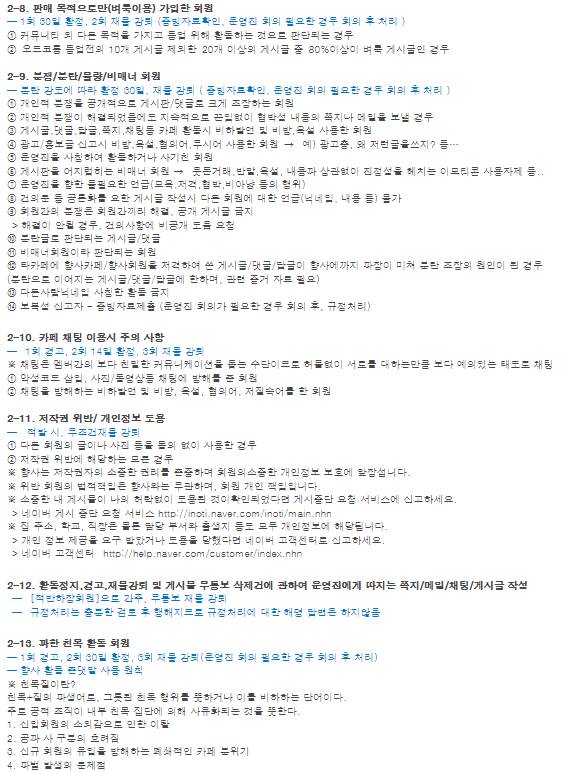 2-8. 판매 목적으로만(벼룩이용) 가입한 회원
― 1회 30일 활정, 2회 재물 강퇴 (증빙자료확인, 운영진 회의 필요한 경우 회의 후 처리 )
① 커뮤니티 외 다른 목적을 가지고 등업 위해 활동하는 것으로 판단되는 경우
② 오드코롱 등업전의 10개 게시글 제외한 20개 이상의 게시글 중 80%이상이 벼룩 게시글인 경우
2-9. 분쟁/분란/불량/비매너 회원
― 분란 강도에 따라 활정 30일, 재물 강퇴 ( 증빙자료확인, 운영진 회의 필요한 경우 회의 후 처리 )
① 개인적 분쟁을 공개적으로 게시판/댓글로 크게 조장하는 회원
② 개인적 분쟁이 해결되었음에도 지속적으로 끊임없이 협박성 내용의 쪽지나 메일을 보낼 경우
③ 게시글,댓글,답글,쪽지,채팅등 카페 활동시 비하발언 및 비방,욕설 사용한 회원
④ 광고/홍보글 신고시 비방,욕설,혐의어,무시어 사용한 회원 → 예) 광고충, 왜 저런글을쓰지? 등…
⑤ 운영진을 사칭하여 활동하거나 사기친 회원
⑥ 게시판을 어지럽히는 비매너 회원 → 웃돈거래,반말,욕설, 내용과 상관없이 진정성을 헤치는 이모티콘 사용자제 등..
⑦ 운영진을 향한 불필요한 언급(모욕,저격,협박,비아냥 등의 행위)
⑧ 건의문 등 공론화를 요한 게시글 작성시 다른 회원에 대한 언급(닉네임, 내용 등) 불가
⑨ 회원간의 분쟁은 회원간끼리 해결, 공개 게시글 금지
> 해결이 안될 경우, 건의사항에 비공개 도움 요청
⑩ 분란글로 판단되는 게시글/댓글
⑪ 비매너회원이라 판단되는 회원
⑫ 타카페에 향사카페/향사회원을 저격하여 쓴 게시글/댓글/답글이 향사에까지 파장이 미쳐 분란 조장의 원인이 된 경우
(분란으로 이어지는 게시글/댓글/답글에 한하며, 관련 증거 자료 필요)
⑬ 다른사람닉네임 사칭한 활동 금지
⑭ 보복성 신고자 - 증빙자료제출 (운영진 회의가 필요한 경우 회의 후, 규정처리)
2-10. 카페 채팅 이용시 주의 사항
― 1회 경고, 2회 14일 활정, 3회 재물 강퇴
※ 채팅은 멤버간의 보다 친밀한 커뮤니케이션을 돕는 수단이므로 허물없이 서로를 대하는만큼 보다 예의있는 태도로 채팅
① 악성코드 삽입, 사진/동영상등 채팅에 방해를 준 회원
② 채팅을 방해하는 비하발언 및 비방, 욕설, 혐의어, 저질속어를 한 회원
2-11. 저작권 위반/ 개인정보 도용
― 적발 시, 무조건재물 강퇴
① 다른 회원의 글이나 사진 등을 동의 없이 사용한 경우
② 저작권 위반에 해당하는 모든 경우
※ 향사는 저작권자의 소중한 권리를 존중하며 회원의소중한 개인정보 보호에 앞장섭니다.
※ 위반 회원의 법적책임은 향사와는 무관하며, 회원 개인 책임입니다.
※ 소중한 내 게시물이 나의 허락없이 도용된 것이확인되었다면 게시중단 요청 서비스에 신고하세요.
> 네이버 게시 중단 요청 서비스 http://inoti.naver.com/inoti/main.nhn
※ 집 주소, 학교, 직장은 물론 담당 부서와 출생지 등도 모두 개인정보에 해당됩니다.
> 개인 정보 제공을 요구 받았거나 도용을 당했다면 네이버 고객센터로 신고하세요.
> 네이버 고객센터 http://help.naver.com/customer/index.nhn
2-12. 활동정지,경고,재물강퇴 및 게시물 무통보 삭제건에 관하여 운영진에게 따지는 쪽지/메일/채팅/게시글 작성
― [적반하장회원]으로 간주, 무통보 재물 강퇴
― 규정처리는 충분한 검토 후 행해지므로 규정처리에 대한 해명 답변은 하지않음
2-13. 과한 친목 활동 회원
― 1회 경고, 2회 30일 활정, 3회 재물 강퇴(운영진 회의 필요한 경우 회의 후 처리)
― 향사 활동 존댓말 사용 원칙
※ 친목질이란?
친목+질의 파생어로, 그릇된 친목 행위를 뜻하거나 이를 비하하는 단어이다.
주로 공적 조직이 내부 친목 집단에 의해 사유화되는 것을 뜻한다.
1. 신입회원의 소외감으로 인한 이탈
2. 공과 사 구분의 흐려짐
3. 신규 회원의 유입을 방해하는 폐쇄적인 카페 분위기
4. 파벌 발생의 문제점